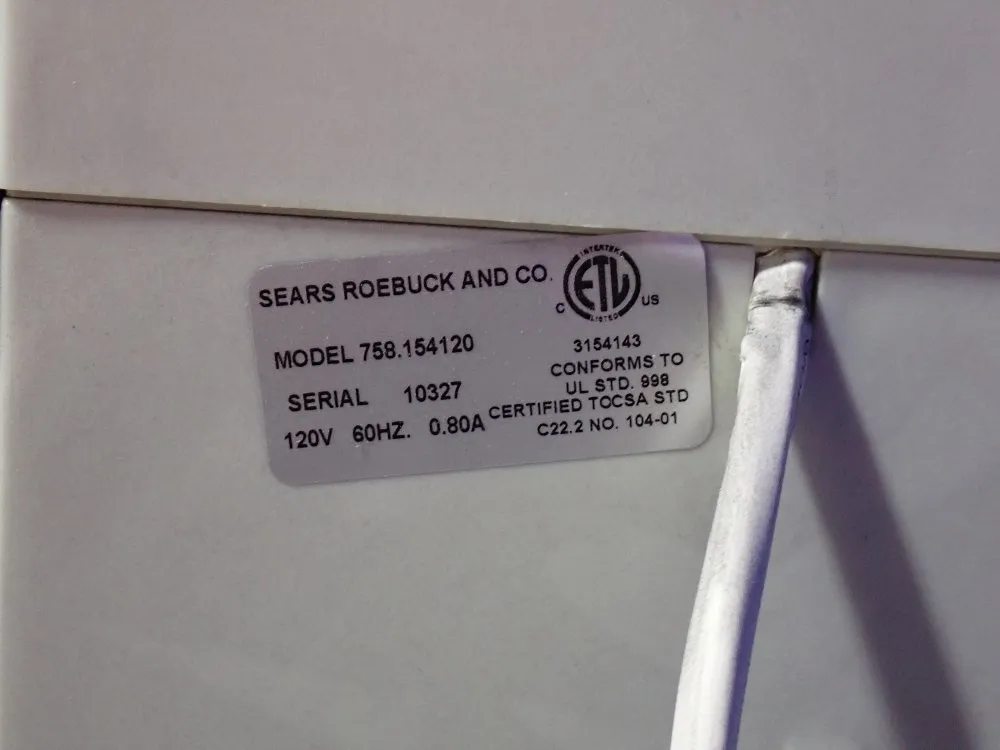 SEARS ROEBUCK AND CO.
MODEL 758.154120
SERIAL 10327
120V 60HZ. 0.80A
INTERTEK
ETL
LISTED
C US
3154143
CONFORMS TO
UL STD. 998
CERTIFIED TOCSA STD
C22.2 NO. 104-01